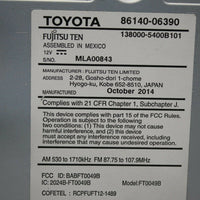 TOYOTA 86140-06390
FUJITSU TEN 138000-5400B101
ASSEMBLED IN MEXICO
12V
S/NO. MLA00843
MANUFACTURER : FUJITSU TEN LIMITED
ADDRESS : 2-28, Gosho-dori 1-chome
Hyogo-ku, Kobe 652-8510, JAPAN
MANUFACTURED : October 2014
Complies with 21 CFR Chapter 1, Subchapter J.
This device complies with part 15 of the FCC Rules.
Operation is subject to the following two conditions:
(1) This device may not cause harmful
interference, and (2) this device must accept any
interference received, including interference that
may cause undesired operation.
AM 530 to 1710kHz FM 87.75 to 107.9MHz
FCC ID: BABFT0049B
IC: 2024B-FT0049B Model: FT0049B
COFETEL : RCPFUFT12-1489